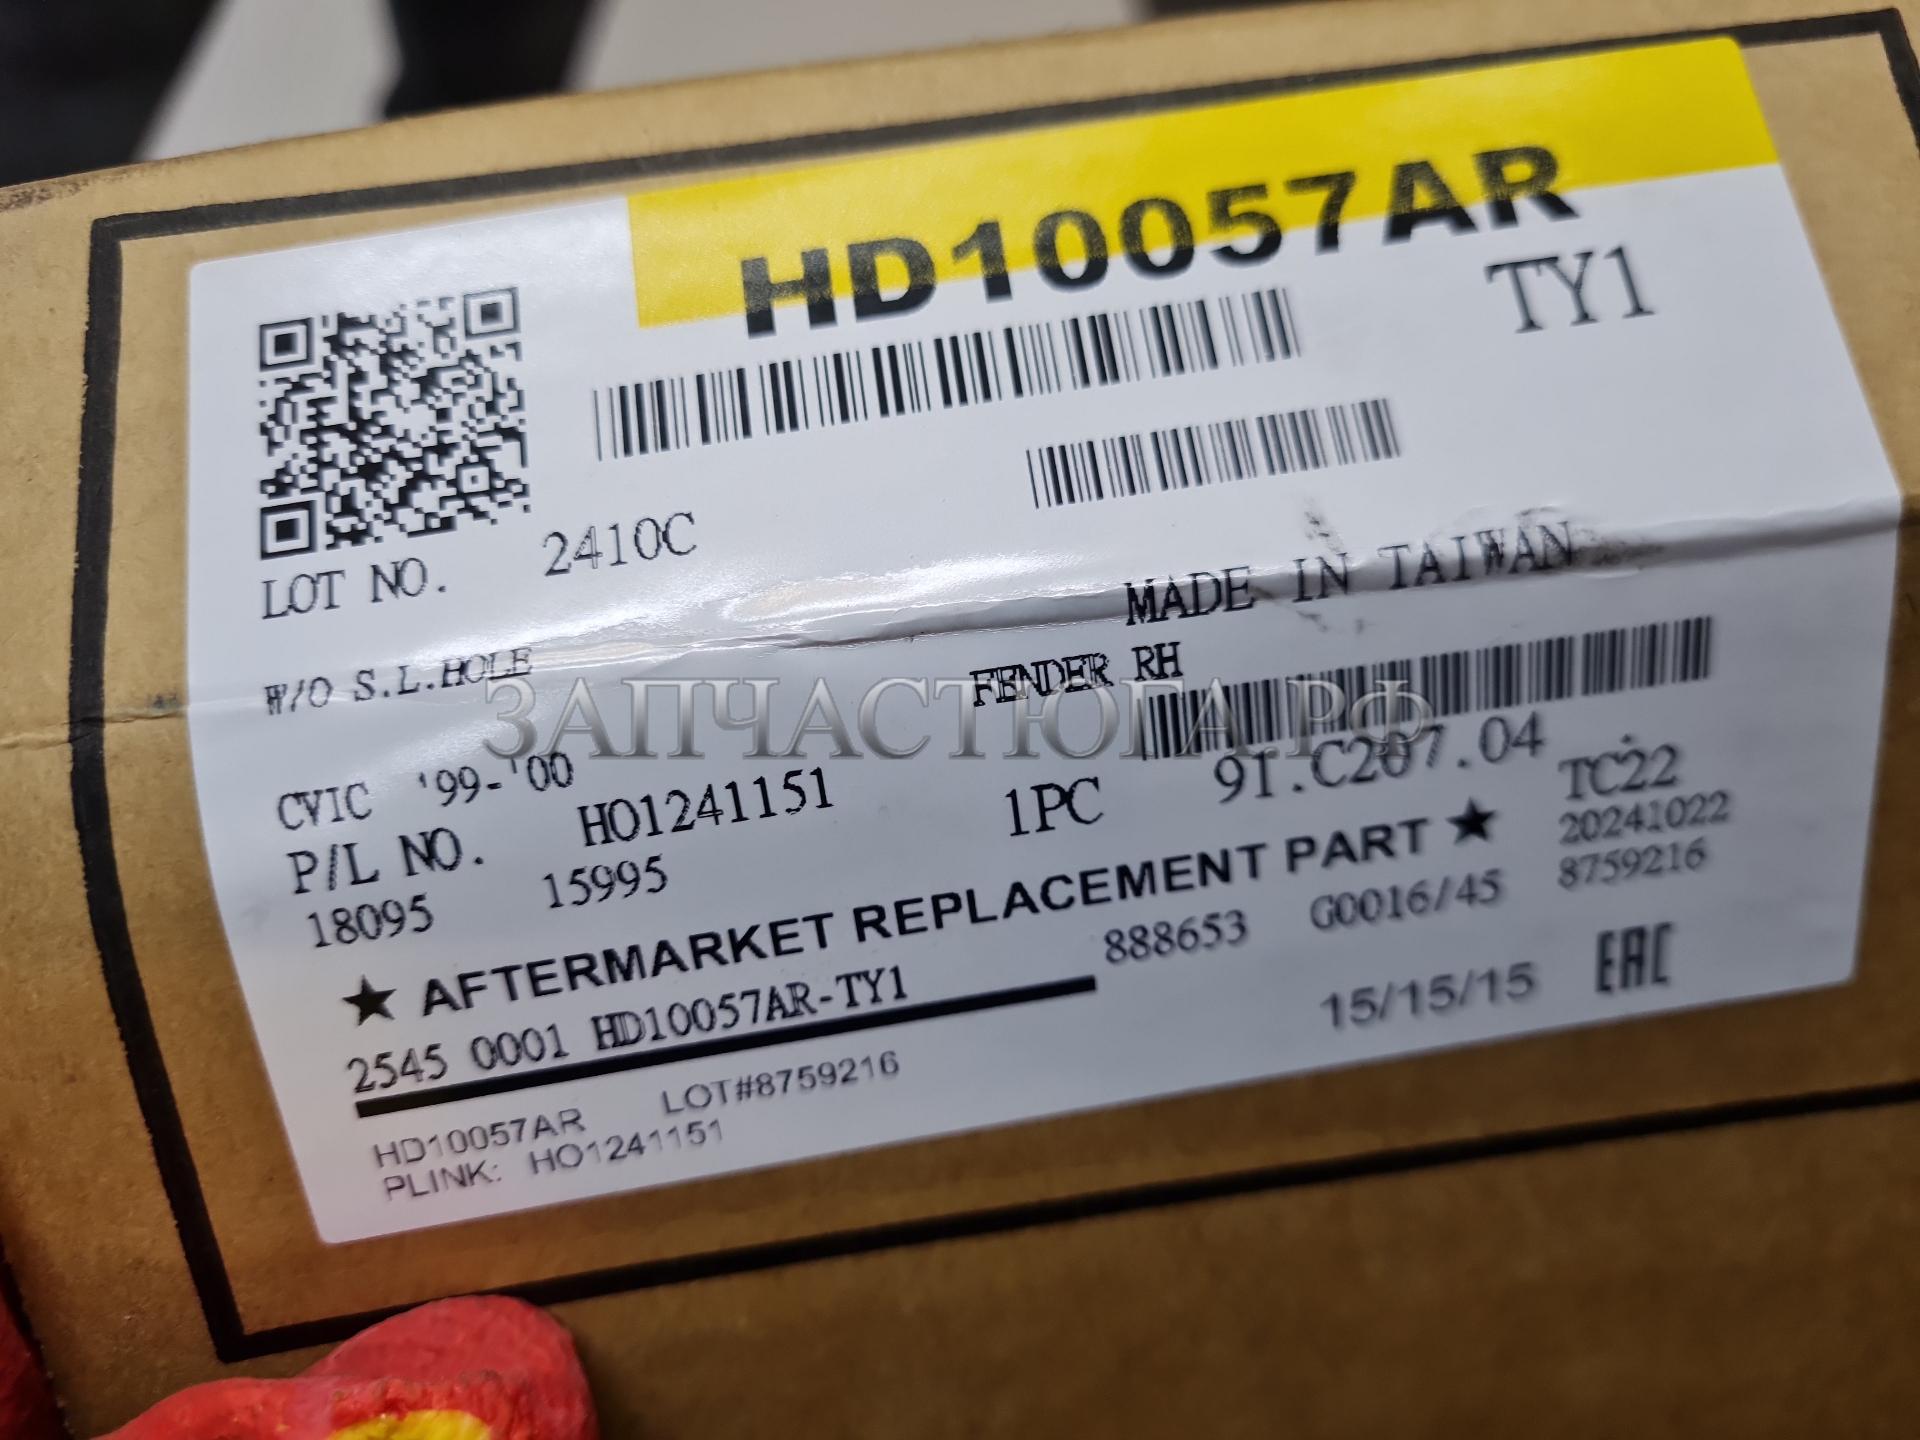 HD10057AR
TY1
LOT NO. 2410C
MADE IN TAIWAN
W/O S.L.HOLE
FENDER RH
ЗАПЧАСТЮГА.РФ
CVIC '99-'00
91.C207.04
P/L NO. HO1241151 1PC
TC22
18095 15995
20241022
★ AFTERMARKET REPLACEMENT PART ★
8759216
2545 0001 HD10057AR-TY1
888653 G0016/45
15/15/15
EAC
HD10057AR LOT#8759216
PLINK: HO1241151